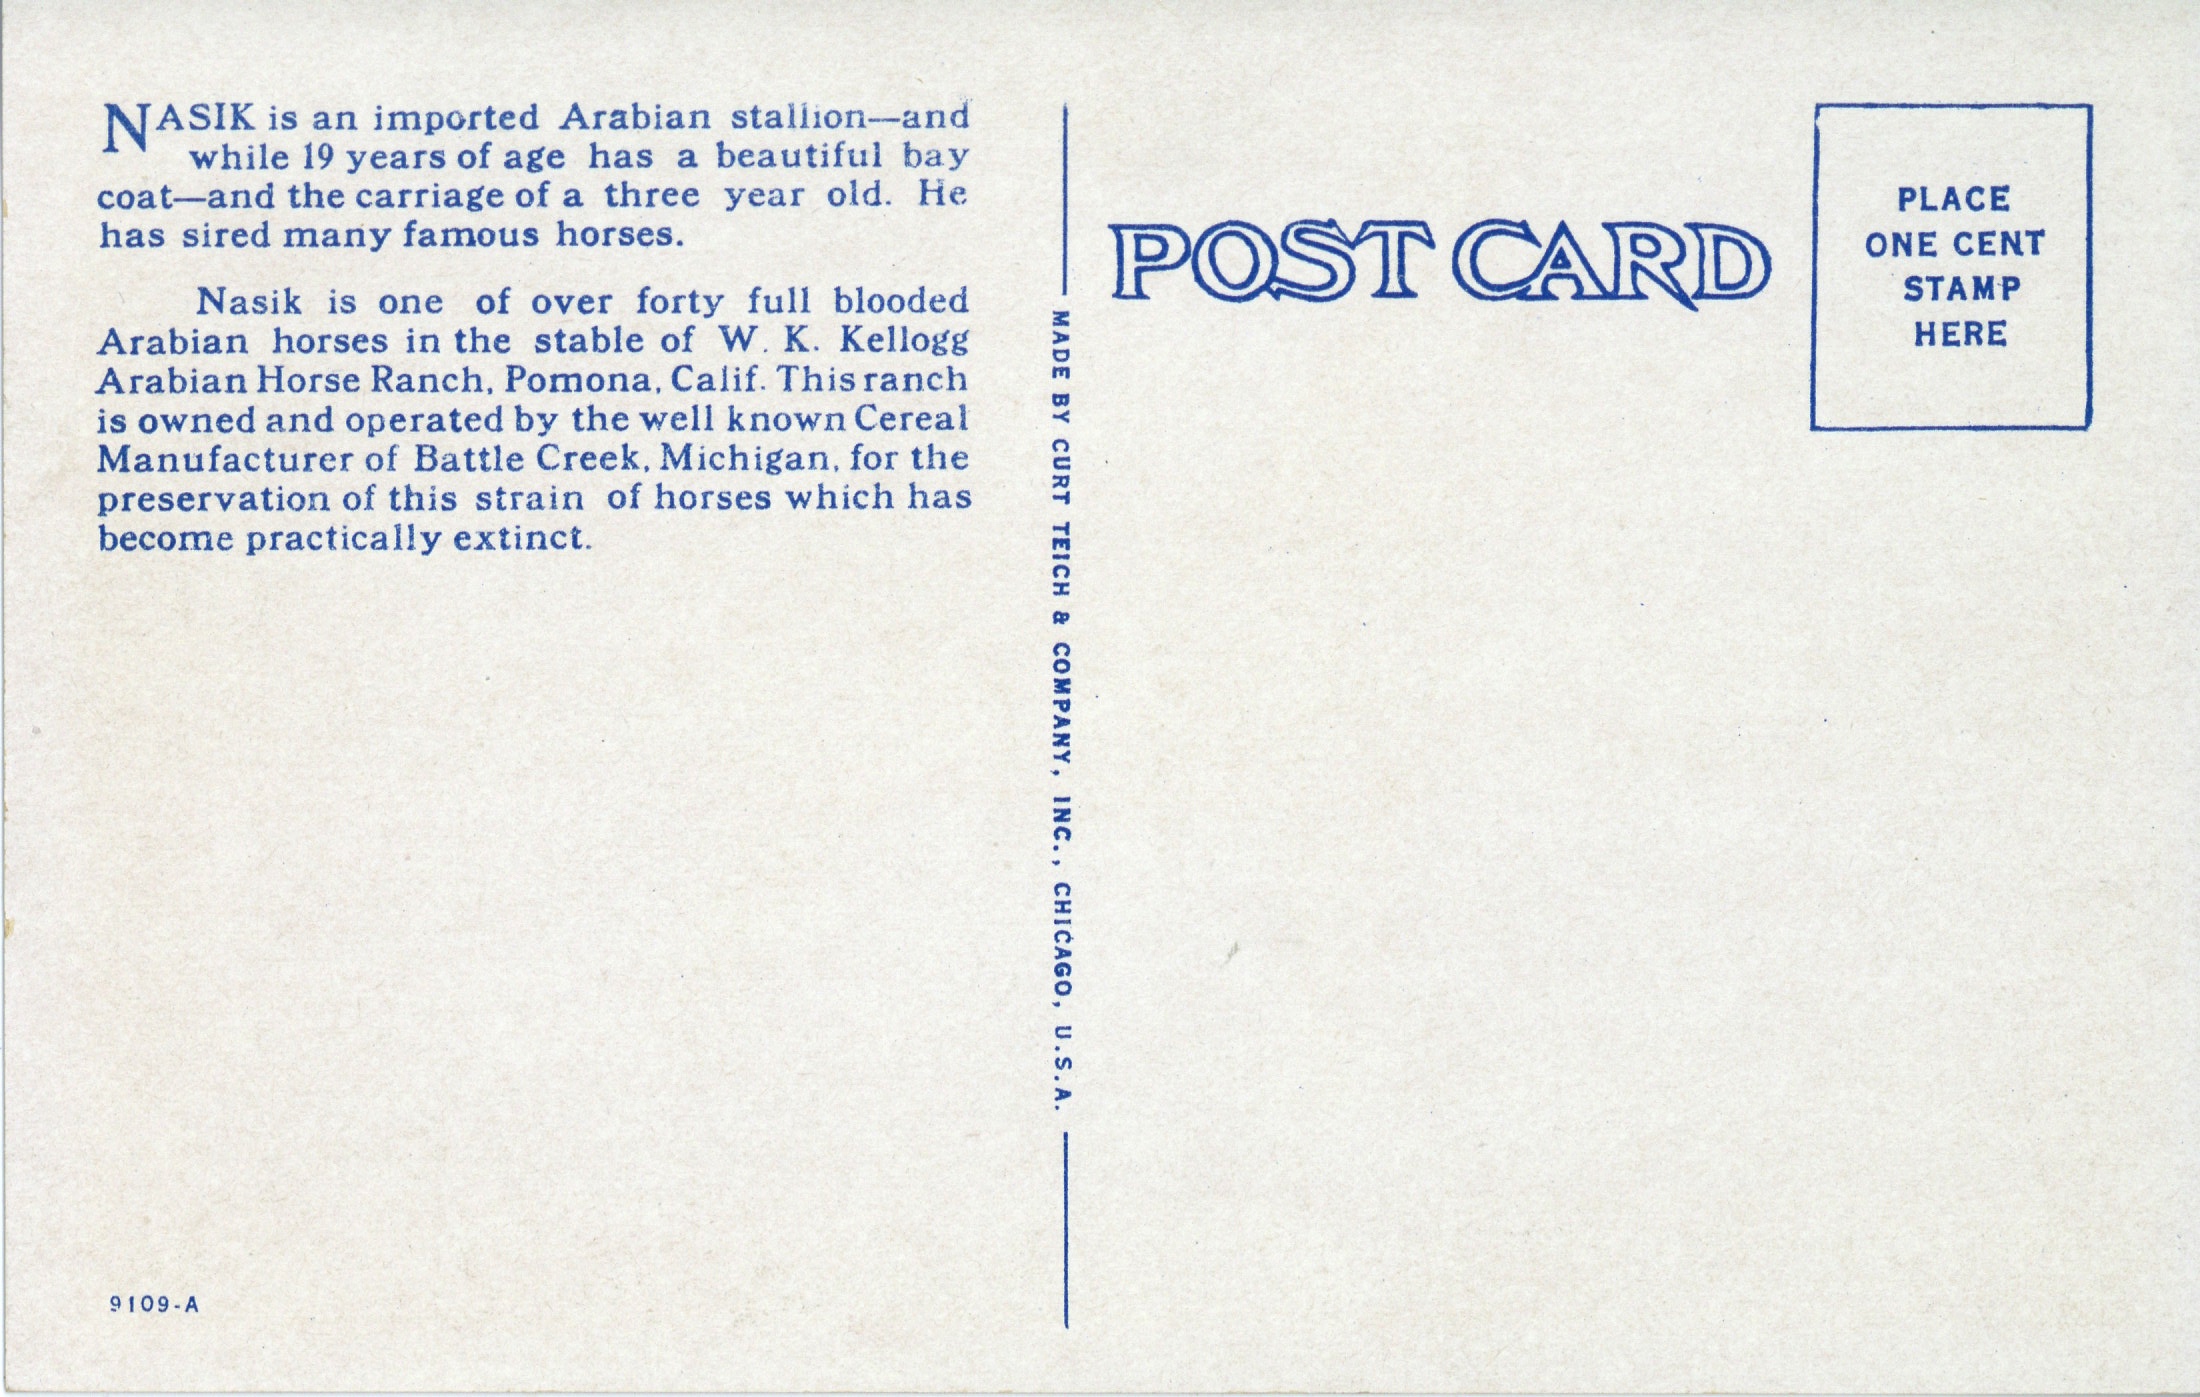 NASIK is an imported Arabian stallion—and
while 19 years of age has a beautiful bay
coat—and the carriage of a three year old. He
has sired many famous horses.
Nasik is one of over forty full blooded
Arabian horses in the stable of W. K. Kellogg
Arabian Horse Ranch, Pomona, Calif. This ranch
is owned and operated by the well known Cereal
Manufacturer of Battle Creek, Michigan, for the
preservation of this strain of horses which has
become practically extinct.
9109-A
MADE BY CURT TEICH & COMPANY, INC., CHICAGO, U.S.A.
POST CARD
PLACE
ONE CENT
STAMP
HERE